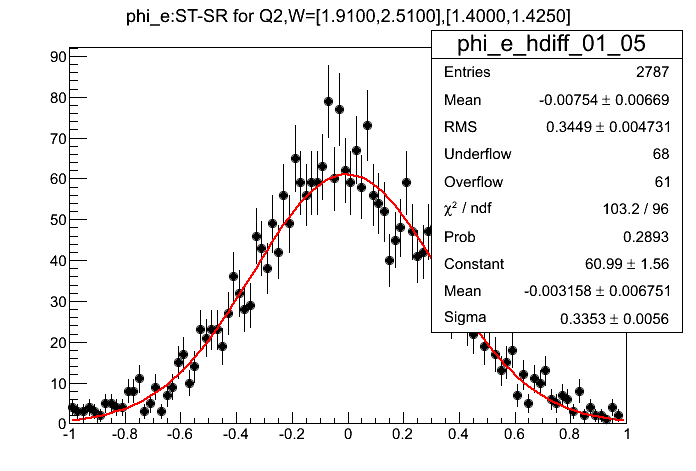 phi_e:ST-SR for Q2,W=[1.9100,2.5100],[1.4000,1.4250]
phi_e_hdiff_01_05
Entries 2787
Mean -0.00754 ± 0.00669
RMS 0.3449 ± 0.004731
Underflow 68
Overflow 61
χ² / ndf 103.2 / 96
Prob 0.2893
Constant 60.99 ± 1.56
Mean -0.003158 ± 0.006751
Sigma 0.3353 ± 0.0056
90
80
70
60
50
40
30
20
10
0
-1 -0.8 -0.6 -0.4 -0.2 0 0.2 0.4 0.6 0.8 1